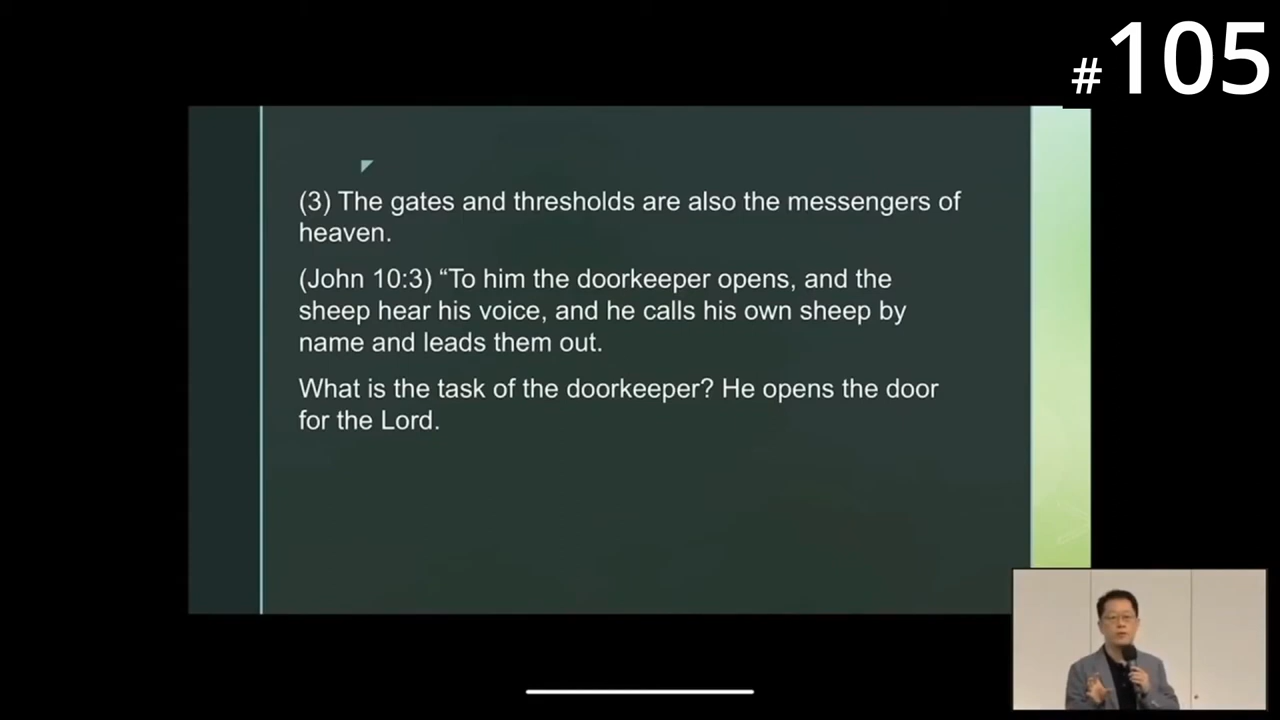 #105
(3) The gates and thresholds are also the messengers of
heaven.
(John 10:3) “To him the doorkeeper opens, and the
sheep hear his voice, and he calls his own sheep by
name and leads them out.
What is the task of the doorkeeper? He opens the door
for the Lord.